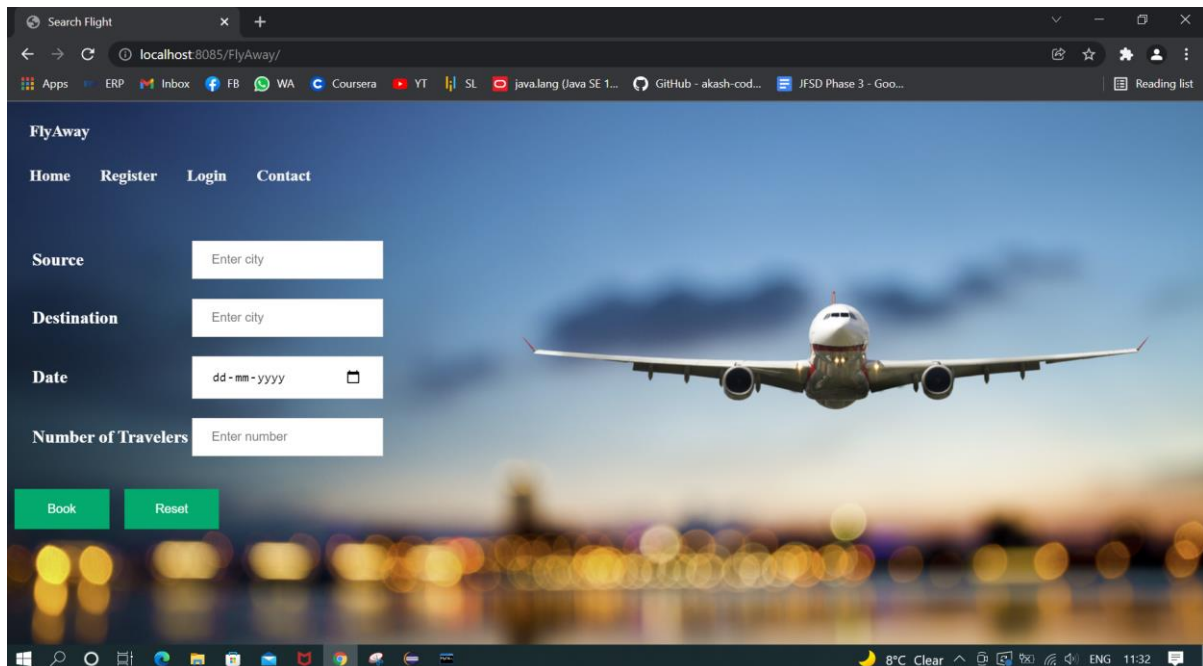 Search Flight
localhost:8085/FlyAway/
Apps ERP Inbox FB WA Coursera YT SL java.lang (Java SE 1... GitHub - akash-cod... JFSD Phase 3 - Goo... Reading list
FlyAway
Home Register Login Contact
Source Enter city
Destination Enter city
Date dd-mm-yyyy
Number of Travelers Enter number
Book Reset
8°C Clear ENG 11:32